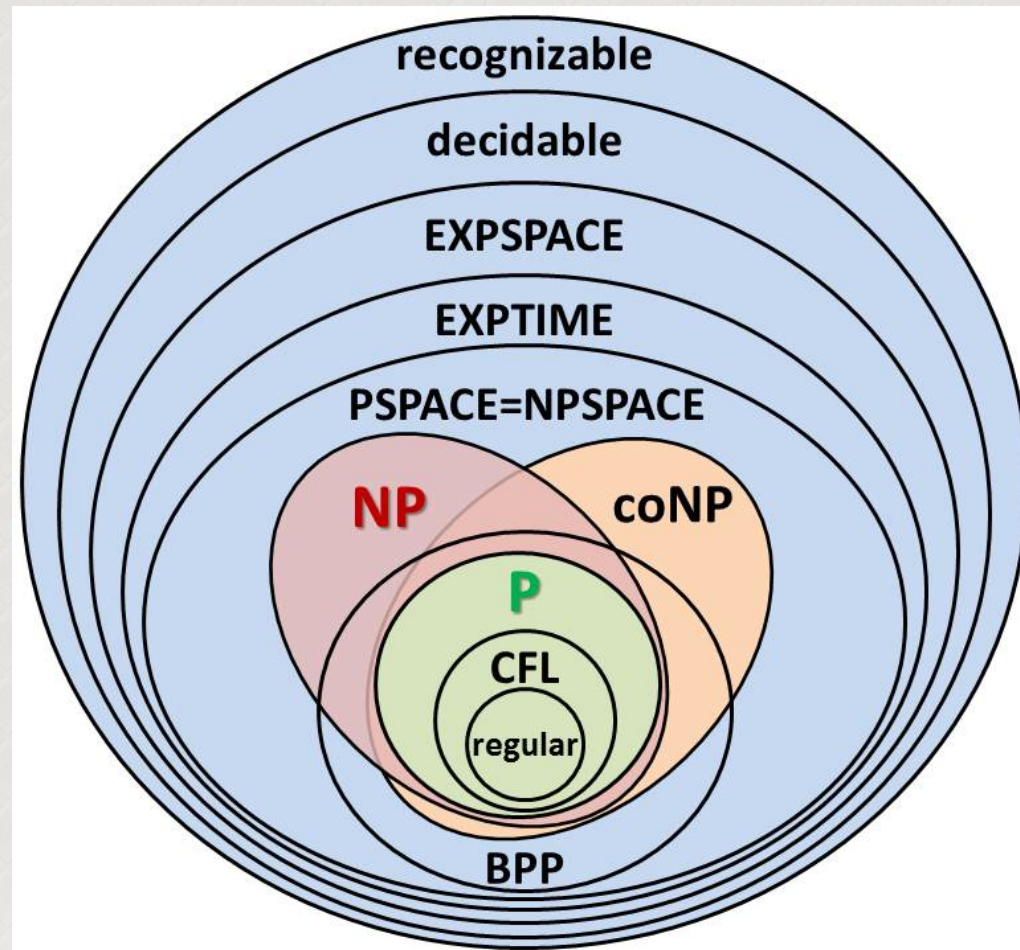 recognizable
decidable
EXPSPACE
EXPTIME
PSPACE=NPSPACE
NP
coNP
P
CFL
regular
BPP